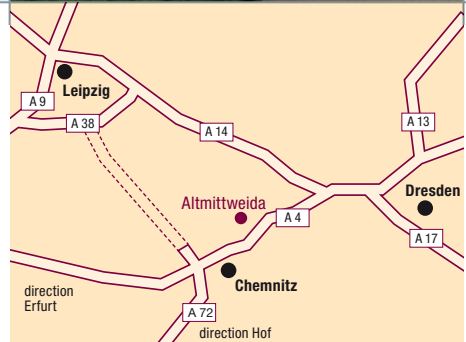 Leipzig
A 9
A 38
A 14
A 13
Altmittweida
A 4
Dresden
A 17
Chemnitz
direction
Erfurt
A 72
direction Hof